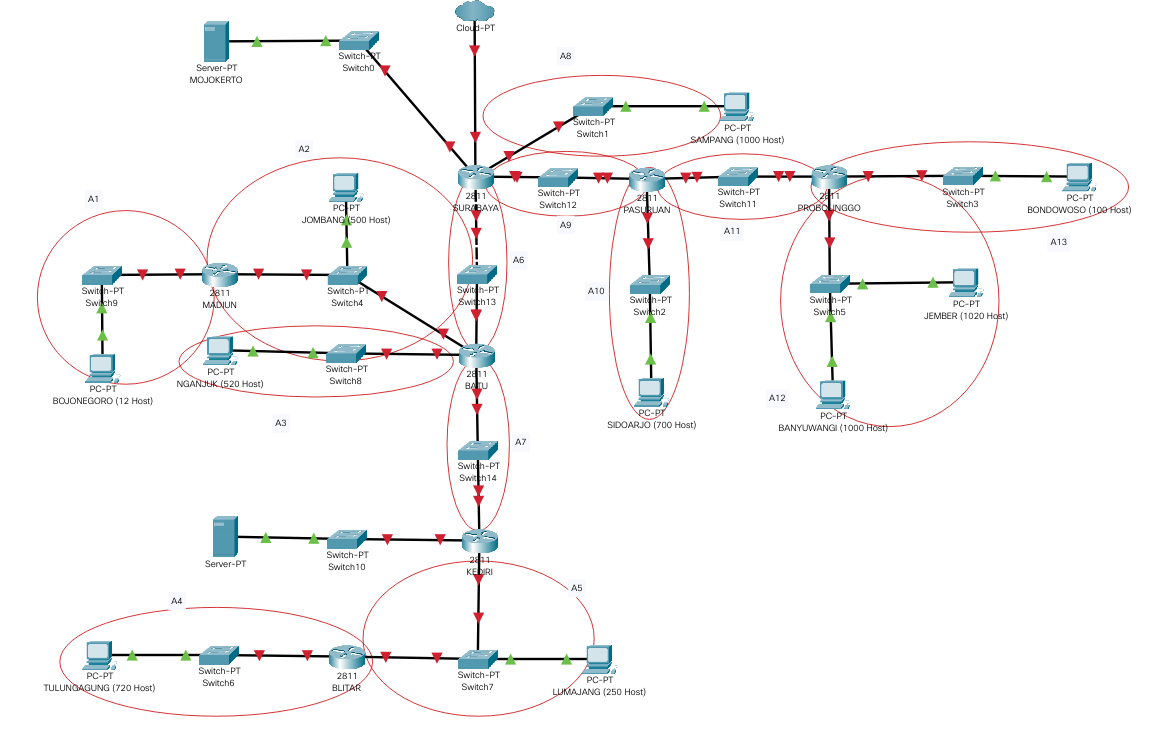 Cloud-PT
Server-PT
MOJOKERTO
Switch-PT
Switch0
A8
Switch-PT
Switch1
PC-PT
SAMPANG (1000 Host)
A2
A1
PC-PT
JOMBANG (500 Host)
2811
SURABAYA
Switch-PT
Switch12
2811
PASURUAN
Switch-PT
Switch11
2811
PROBOLINGGO
Switch-PT
Switch3
PC-PT
BONDOWOSO (100 Host)
A9
A11
A13
A6
A10
Switch-PT
Switch9
2811
MADIUN
Switch-PT
Switch4
Switch-PT
Switch13
Switch-PT
Switch2
Switch-PT
Switch5
PC-PT
JEMBER (1020 Host)
PC-PT
BOJONEGORO (12 Host)
PC-PT
NGANJUK (520 Host)
Switch-PT
Switch8
2811
BATU
A3
A7
PC-PT
SIDOARJO (700 Host)
A12
PC-PT
BANYUWANGI (1000 Host)
Switch-PT
Switch14
Server-PT
Switch-PT
Switch10
2811
KEDIRI
A4
A5
PC-PT
TULUNGAGUNG (720 Host)
Switch-PT
Switch6
2811
BLITAR
Switch-PT
Switch7
PC-PT
LUMAJANG (250 Host)